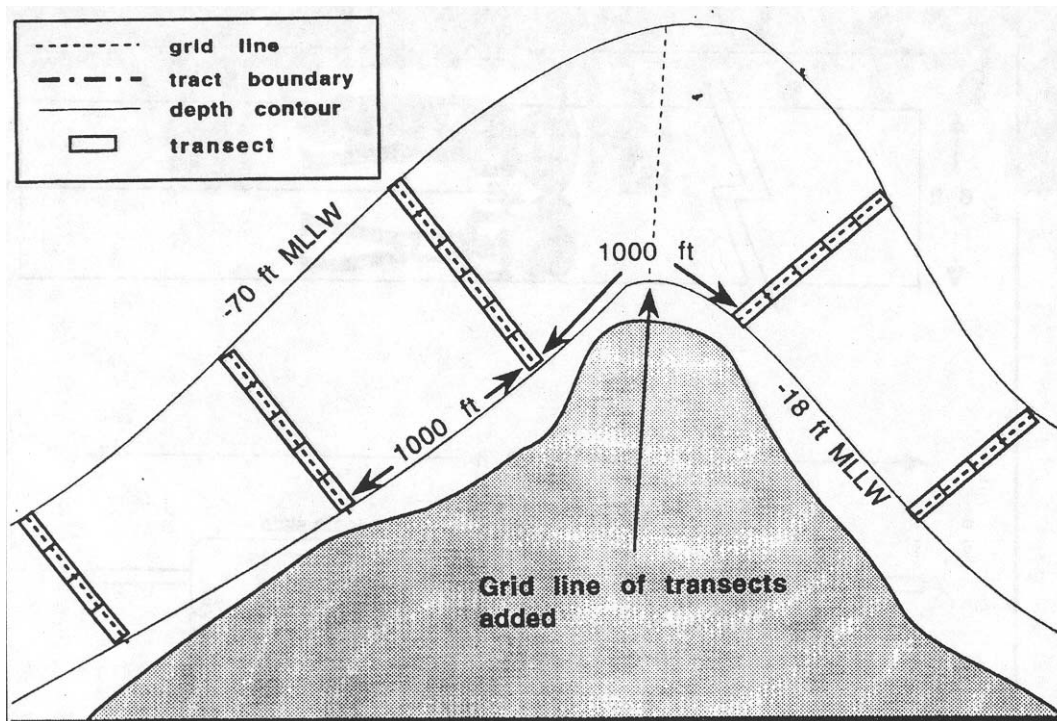 grid line
tract boundary
depth contour
transect
-70 ft MLLW
1000 ft
1000 ft
-18 ft MLLW
Grid line of transects
added